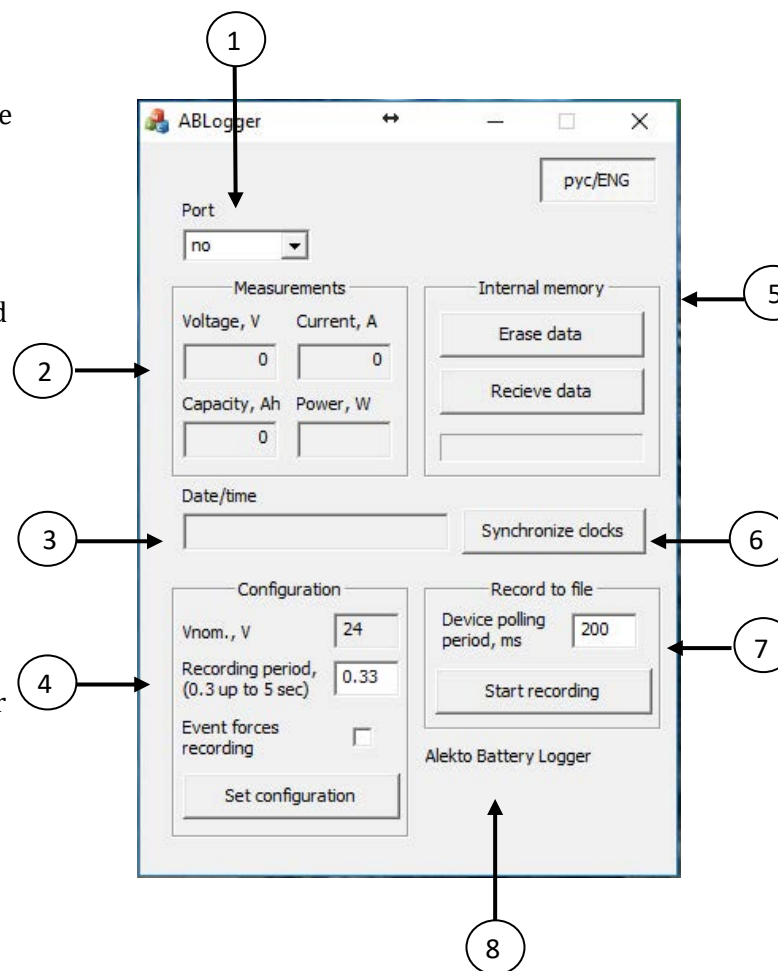 1
e
ABLogger
рус/ENG
Port
no
Measurements
Internal memory
5
Voltage, V Current, A
Erase data
d
0 0
2
Recieve data
Capacity, Ah Power, W
0
Date/time
3
Synchronize clocks
6
Configuration
Record to file
Vnom., V 24
Device polling
period, ms
200
7
4
Recording period,
(0.3 up to 5 sec)
0.33
Start recording
r
Event forces
recording
Alekto Battery Logger
Set configuration
8